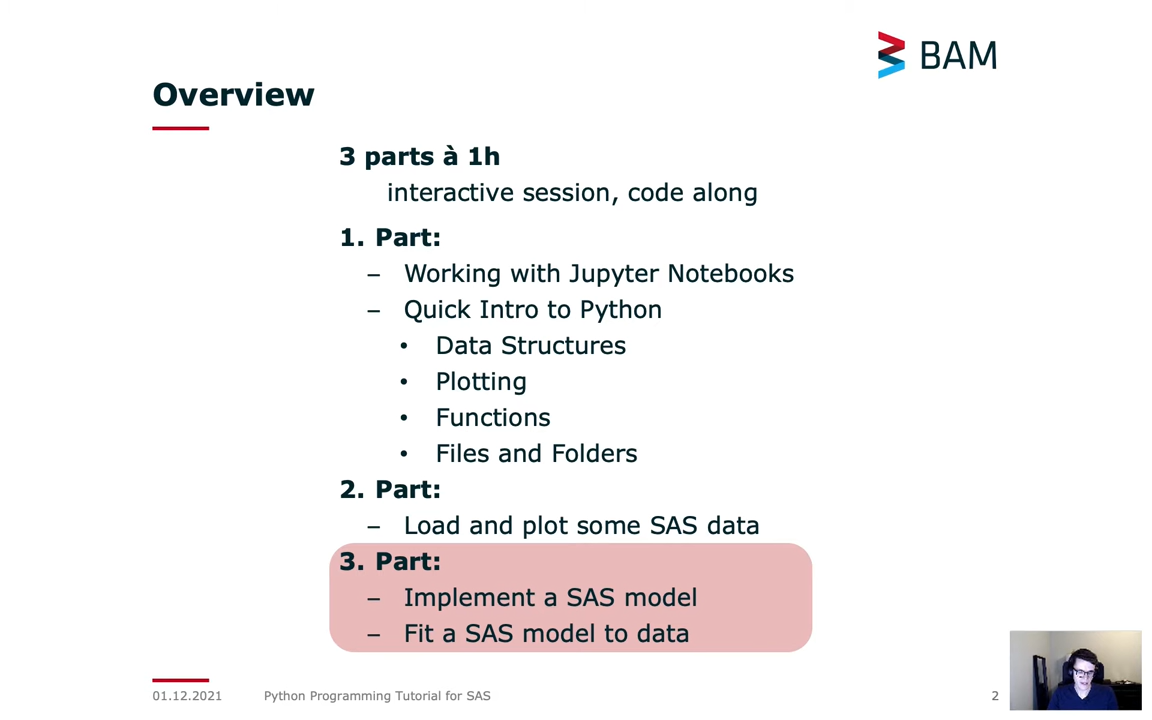 BAM
Overview
3 parts à 1h
interactive session, code along
1. Part:
– Working with Jupyter Notebooks
– Quick Intro to Python
• Data Structures
• Plotting
• Functions
• Files and Folders
2. Part:
– Load and plot some SAS data
3. Part:
– Implement a SAS model
– Fit a SAS model to data
01.12.2021 Python Programming Tutorial for SAS 2